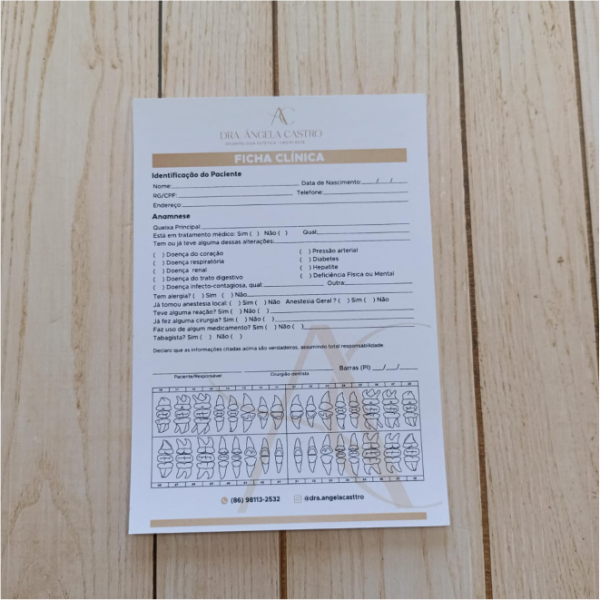 AC
DRA. ÂNGELA CASTRO
FICHA CLÍNICA
Identificação do Paciente
Nome: Data de Nascimento: / /
RG/CPF: Telefone:
Endereço:
Anamnese
Queixa Principal:
Está em tratamento médico: Sim ( ) Não ( ) Qual:
Tem ou já teve alguma dessas alterações:
( ) Doença do coração ( ) Pressão arterial
( ) Doença respiratória ( ) Diabetes
( ) Doença renal ( ) Hepatite
( ) Doença do trato digestivo ( ) Deficiência Física ou Mental
( ) Doença infecto-contagiosa, qual: Outra:
Tem alergia? ( ) Sim ( ) Não
Já tomou anestesia local: ( ) Sim ( ) Não Anestesia Geral ? ( ) Sim ( ) Não
Teve alguma reação? Sim ( ) Não ( )
Já fez alguma cirurgia? Sim ( ) Não ( )
Faz uso de algum medicamento? Sim ( ) Não ( )
Tabagista? Sim ( ) Não ( )
Declaro que as informações citadas acima são verdadeiras, assumindo total responsabilidade.
Barras (PI) / /
Paciente/Responsável Cirurgião-dentista
(86) 98113-2532 @dra.angelacasttro